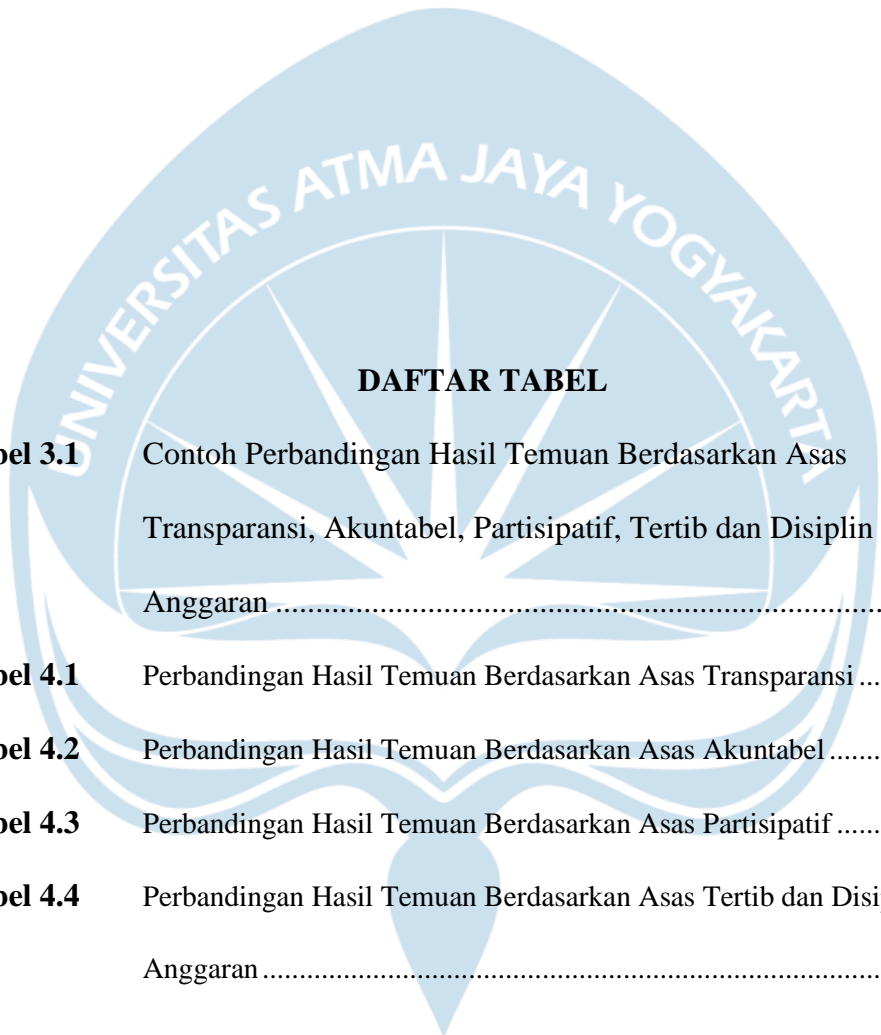 UNIVERSITAS ATMA JAYA YOGYAKARTA
DAFTAR TABEL
bel 3.1 Contoh Perbandingan Hasil Temuan Berdasarkan Asas
Transparansi, Akuntabel, Partisipatif, Tertib dan Disiplin
Anggaran ....................................................................................
bel 4.1 Perbandingan Hasil Temuan Berdasarkan Asas Transparansi ...
bel 4.2 Perbandingan Hasil Temuan Berdasarkan Asas Akuntabel .......
bel 4.3 Perbandingan Hasil Temuan Berdasarkan Asas Partisipatif ......
bel 4.4 Perbandingan Hasil Temuan Berdasarkan Asas Tertib dan Disi
Anggaran ....................................................................................